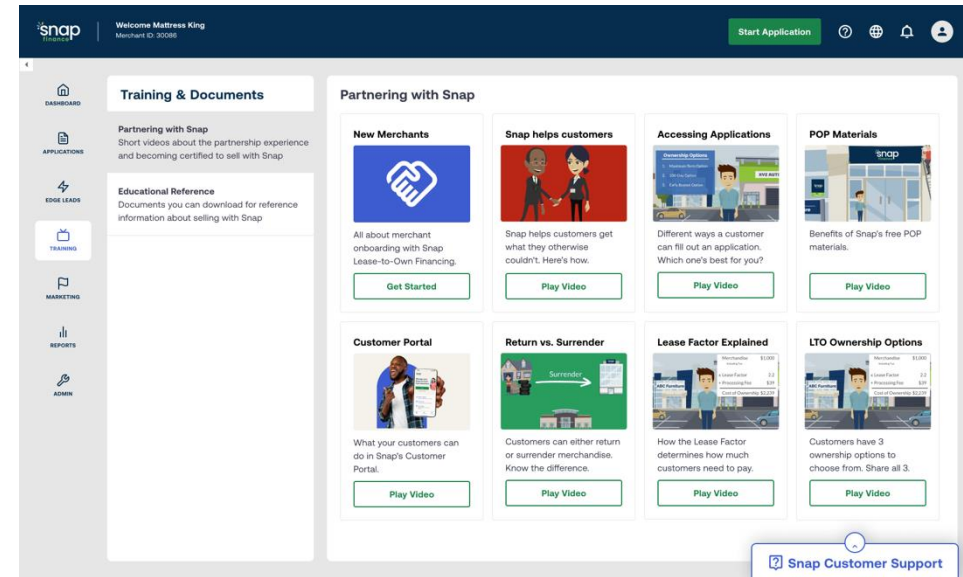 snap
finance
Welcome Mattress King
Merchant ID: 30086
Start Application
DASHBOARD
APPLICATIONS
EDGE LEADS
TRAINING
MARKETING
REPORTS
ADMIN
Training & Documents
Partnering with Snap
Short videos about the partnership experience
and becoming certified to sell with Snap
Educational Reference
Documents you can download for reference
information about selling with Snap
Partnering with Snap
New Merchants
All about merchant
onboarding with Snap
Lease-to-Own Financing.
Get Started
Snap helps customers
Snap helps customers get
what they otherwise
couldn't. Here's how.
Play Video
Accessing Applications
Ownership Options
Different ways a customer
can fill out an application.
Which one's best for you?
Play Video
POP Materials
snap
Benefits of Snap's free POP
materials.
Play Video
Customer Portal
What your customers can
do in Snap's Customer
Portal.
Play Video
Return vs. Surrender
Surrender
Customers can either return
or surrender merchandise.
Know the difference.
Play Video
Lease Factor Explained
ABC Furniture
Merchandise $1,000
x Lease Factor 2.2
+ Processing Fee $39
Cost of Ownership $2,239
How the Lease Factor
determines how much
customers need to pay.
Play Video
LTO Ownership Options
ABC Furniture
Merchandise $1,000
x Lease Factor 2.2
+ Processing Fee $39
Cost of Ownership $2,239
Customers have 3
ownership options to
choose from. Share all 3.
Play Video
Snap Customer Support